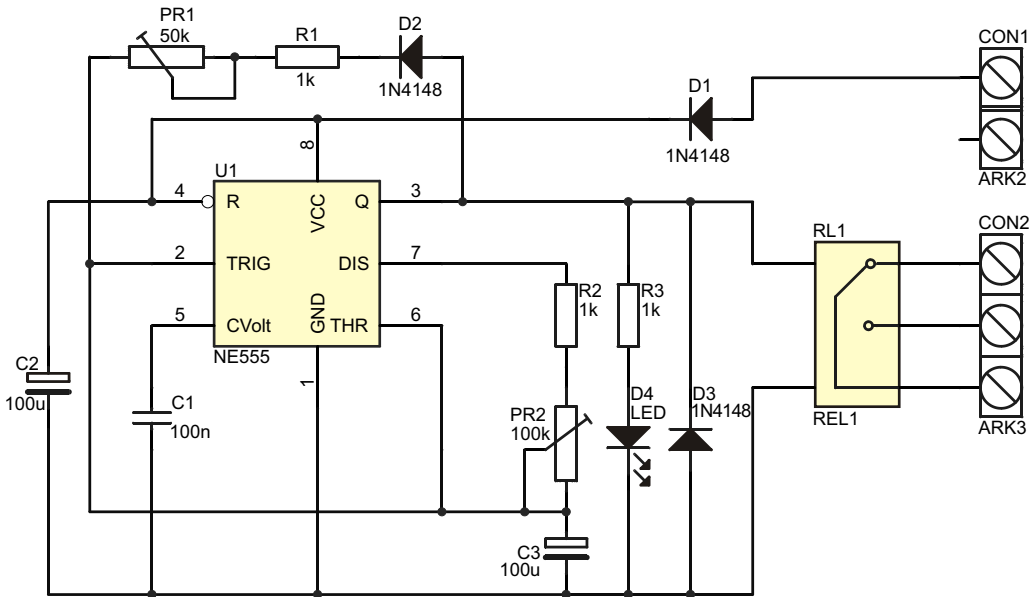 PR1
50k
R1
1k
D2
1N4148
CON1
D1
1N4148
ARK2
U1
8
4
R
VCC
Q
3
2
TRIG
DIS
7
5
CVolt
GND
THR
6
NE555
1
C2
100u
C1
100n
R2
1k
R3
1k
PR2
100k
D4
LED
D3
1N4148
C3
100u
RL1
REL1
CON2
ARK3